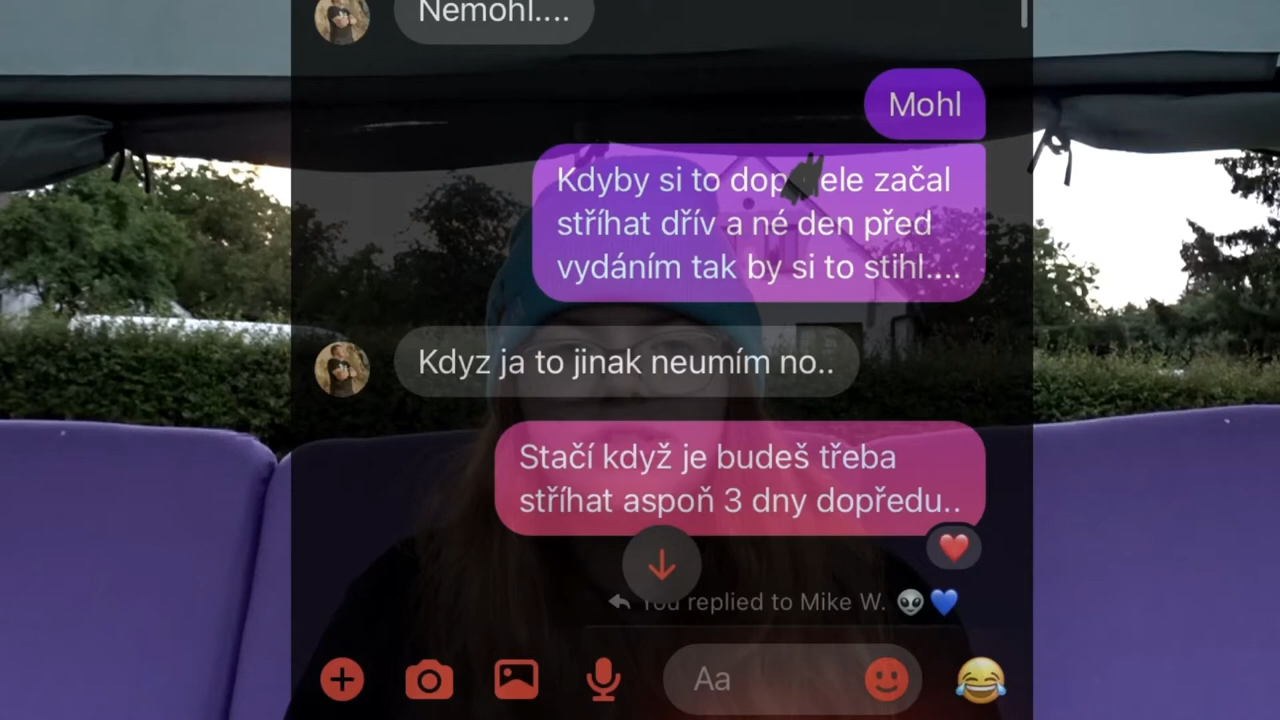 Nemohl....
Mohl
Kdyby si to začal
stříhat dřív a né den před
vydáním tak by si to stihl....
Kdyz ja to jinak neumím no..
Stačí když je budeš třeba
stříhat aspoň 3 dny dopředu..
You replied to Mike W. 👽💙
Aa